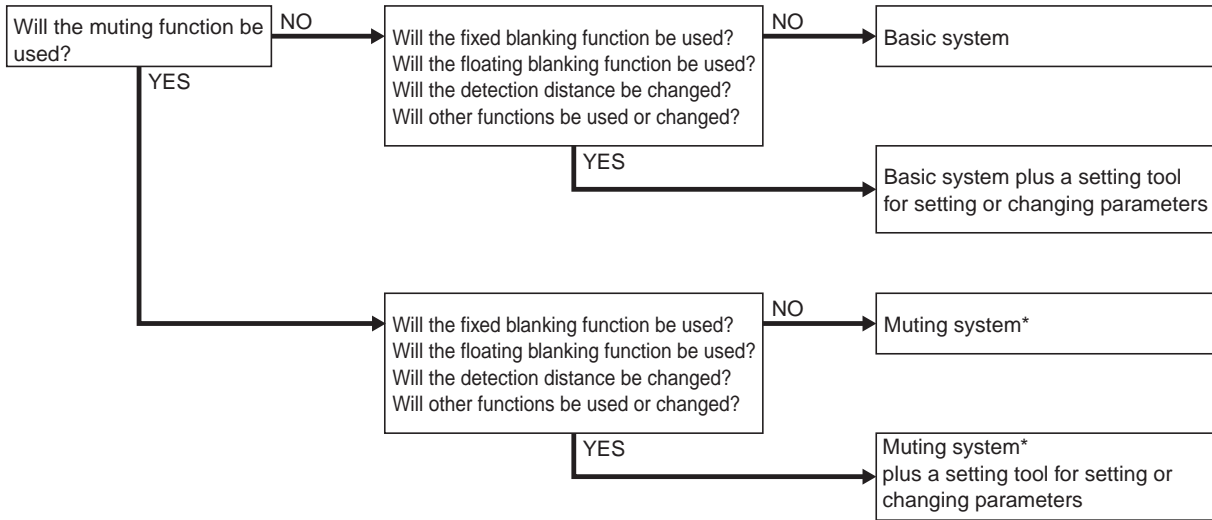 Will the muting function be
used?
NO
YES
Will the fixed blanking function be used?
Will the floating blanking function be used?
Will the detection distance be changed?
Will other functions be used or changed?
NO
Basic system
YES
Basic system plus a setting tool
for setting or changing parameters
Will the fixed blanking function be used?
Will the floating blanking function be used?
Will the detection distance be changed?
Will other functions be used or changed?
NO
Muting system*
YES
Muting system*
plus a setting tool for setting or
changing parameters